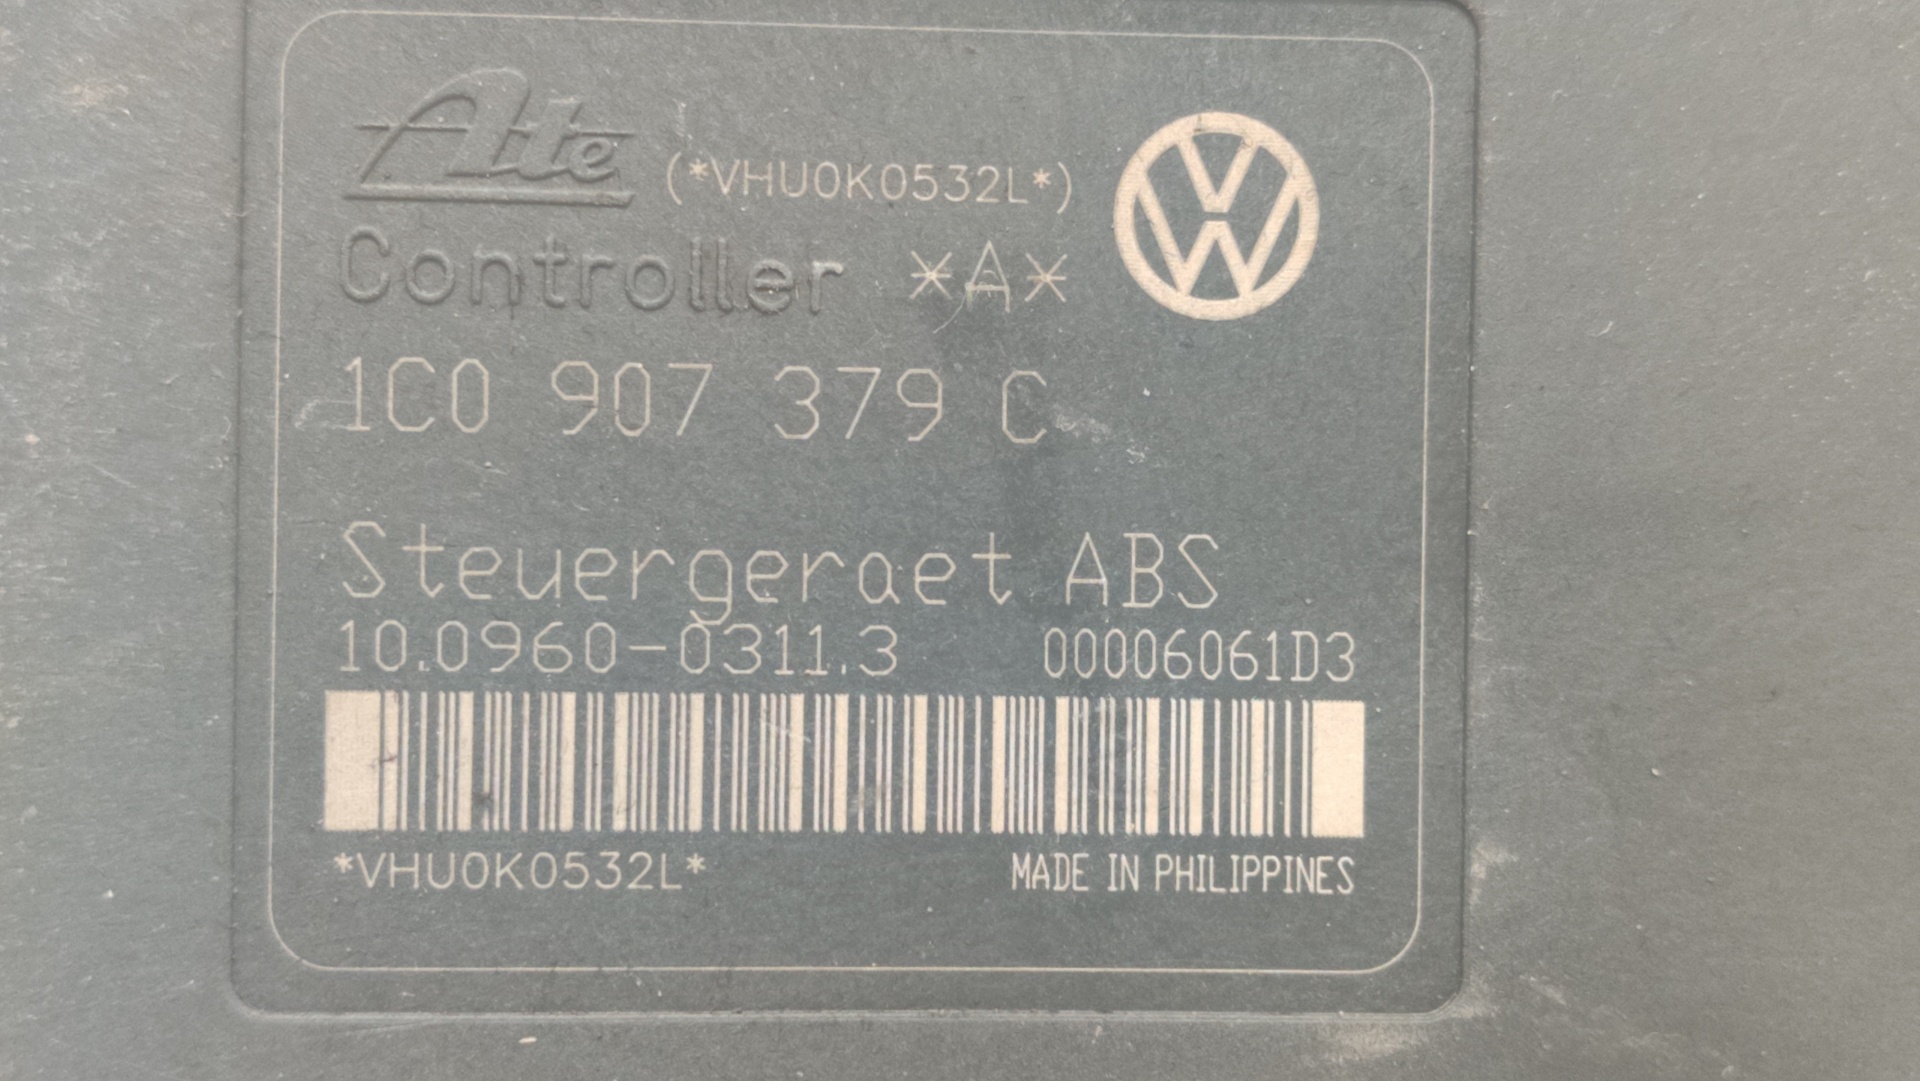 Ate (*VHU0K0532L*)
Controller *A*
1C0 907 379 C
Steuergeraet ABS
10.0960-0311.3 00006061D3
*VHU0K0532L* MADE IN PHILIPPINES